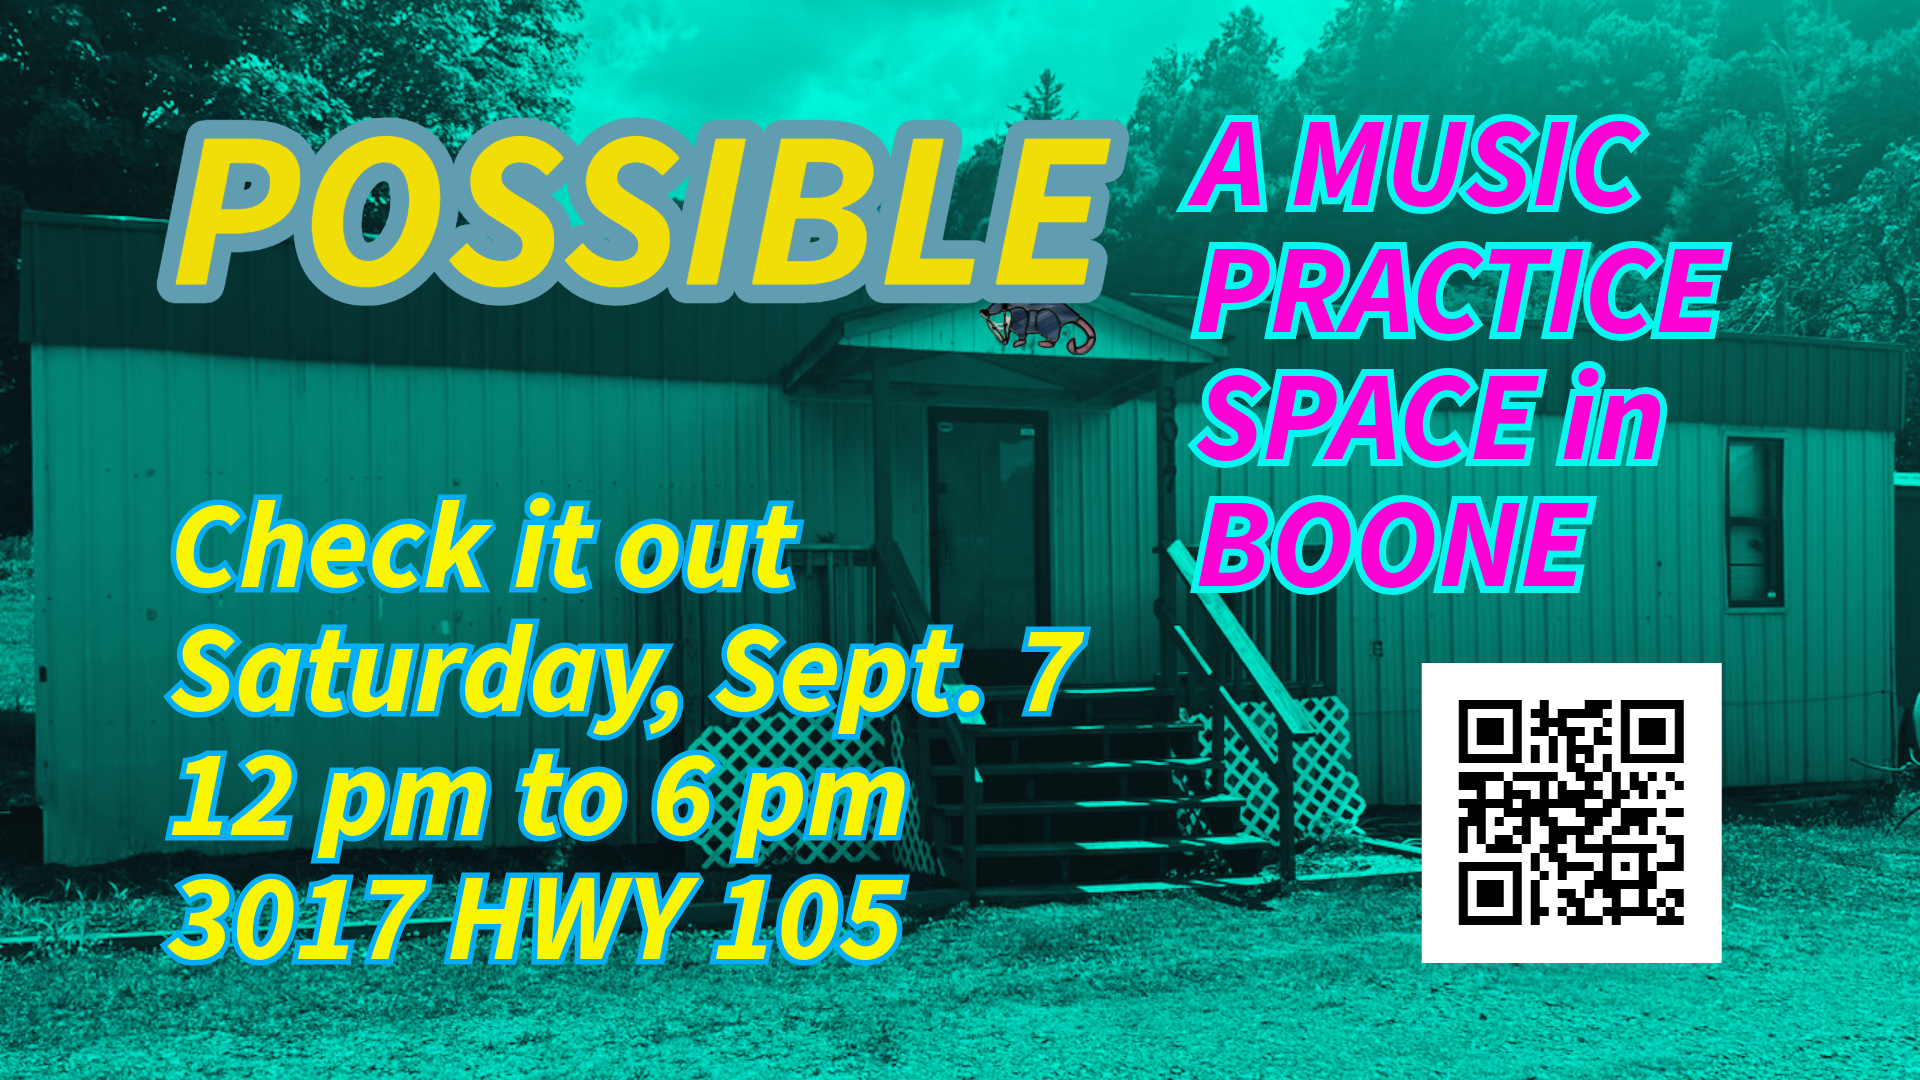 POSSIBLE
A MUSIC
PRACTICE
SPACE in
BOONE
Check it out
Saturday, Sept. 7
12 pm to 6 pm
3017 HWY 105
3017